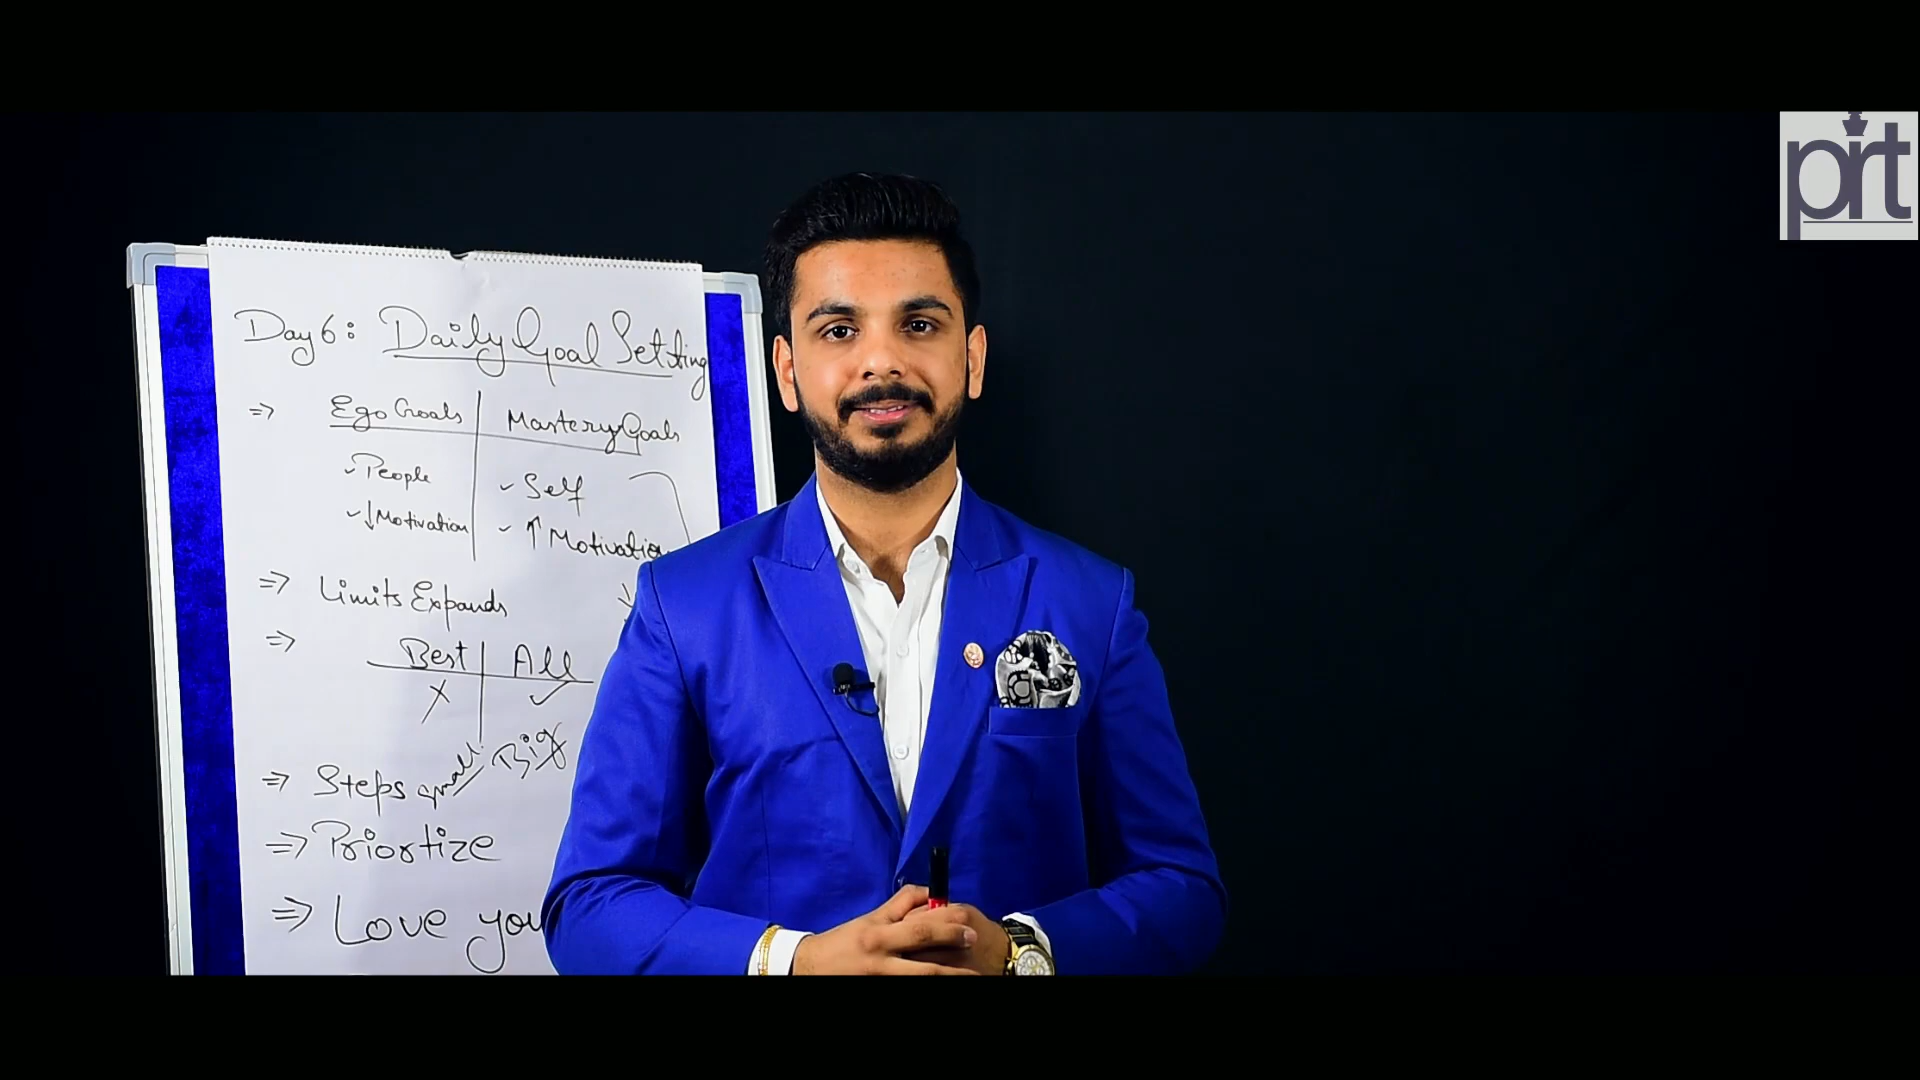 Day 6: Daily Goal Setting
=> Ego Goals | Mastery Goals
✓ People ✓ Self
✓ ↓ Motivation ✓ ↑ Motivation
=> Limits Expands
=> Best | All
X ✓
=> Steps small Big
=> Priortize
=> Love you
prt